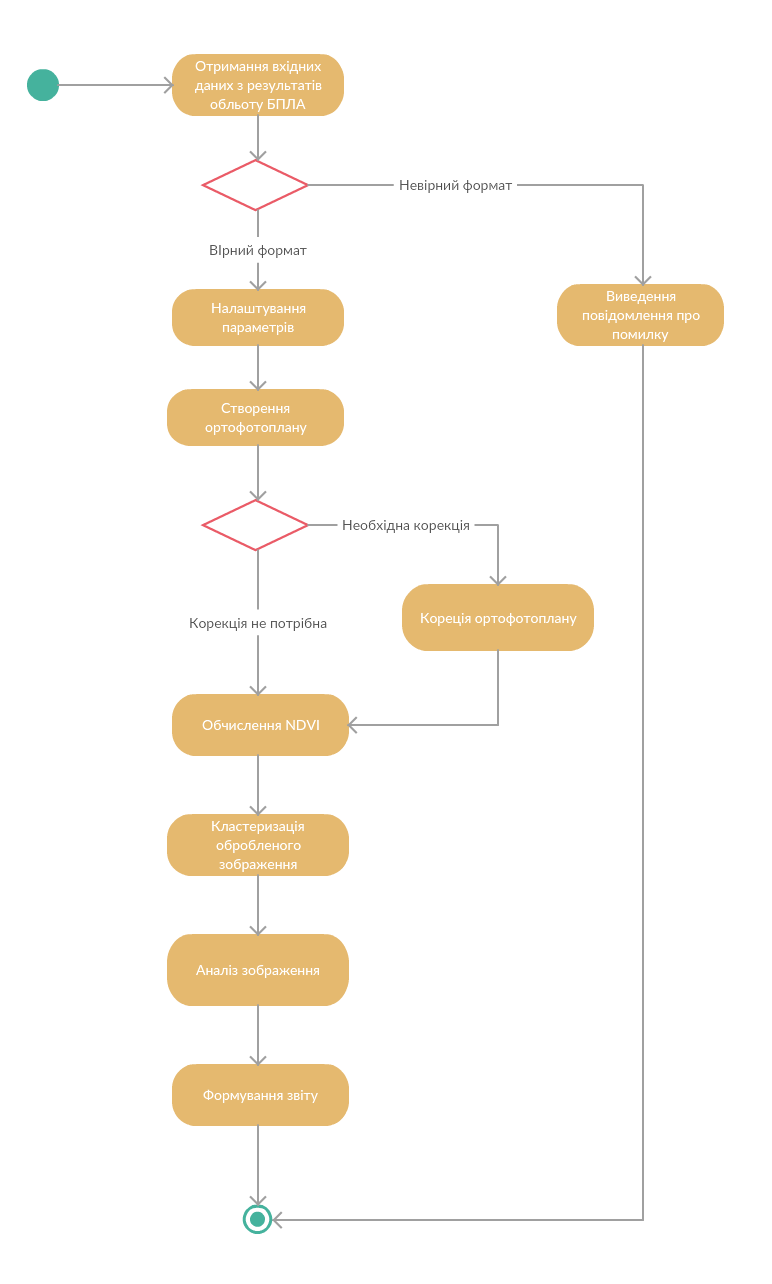 Отримання вхідних
даних з результатів
обльоту БПЛА
Невірний формат
ВІрний формат
Налаштування
параметрів
Виведення
повідомлення про
помилку
Створення
ортофотоплану
Необхідна корекція
Кореція ортофотоплану
Корекція не потрібна
Обчислення NDVI
Кластеризація
обробленого
зображення
Аналіз зображення
Формування звіту